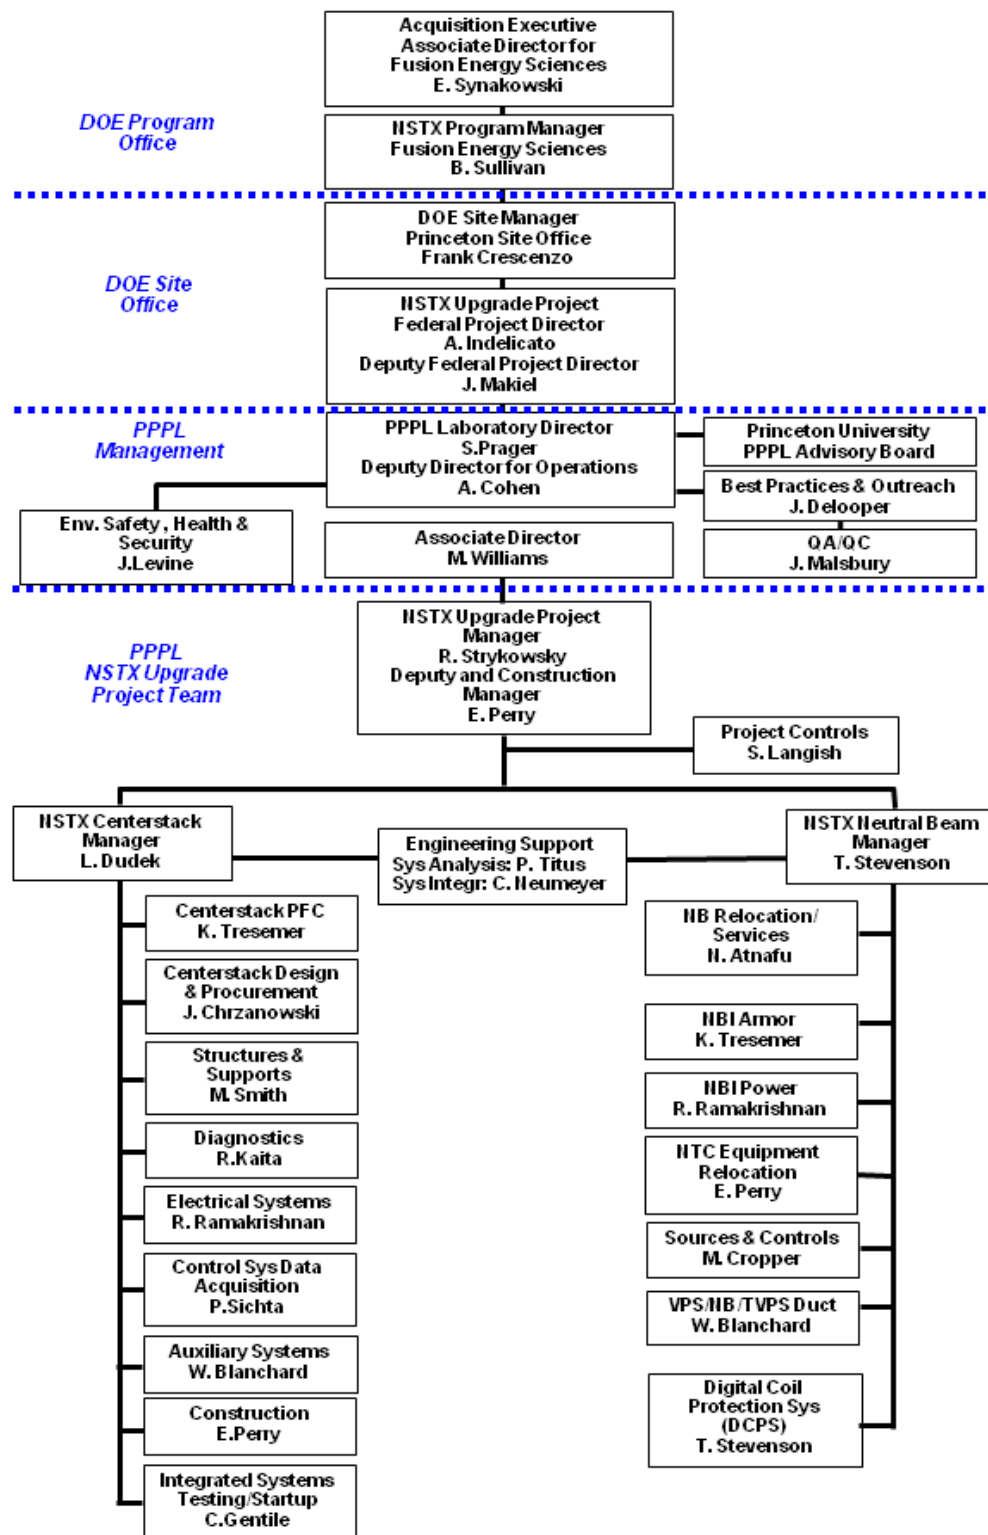 Acquisition Executive
Associate Director for
Fusion Energy Sciences
E. Synakowski
DOE Program
Office
NSTX Program Manager
Fusion Energy Sciences
B. Sullivan
DOE Site Manager
Princeton Site Office
Frank Crescenzo
DOE Site
Office
NSTX Upgrade Project
Federal Project Director
A. Indelicato
Deputy Federal Project Director
J. Makiel
PPPL
Management
PPPL Laboratory Director
S.Prager
Deputy Director for Operations
A. Cohen
Princeton University
PPPL Advisory Board
Best Practices & Outreach
J. Delooper
Env. Safety, Health &
Security
J.Levine
Associate Director
M. Williams
QA/QC
J. Malsbury
PPPL
NSTX Upgrade
Project Team
NSTX Upgrade Project
Manager
R. Strykowsky
Deputy and Construction
Manager
E. Perry
Project Controls
S. Langish
NSTX Centerstack
Manager
L. Dudek
Engineering Support
Sys Analysis: P. Titus
Sys Integr: C. Neumeyer
NSTX Neutral Beam
Manager
T. Stevenson
Centerstack PFC
K. Tresemer
Centerstack Design
& Procurement
J. Chrzanowski
Structures &
Supports
M. Smith
Diagnostics
R.Kaita
Electrical Systems
R. Ramakrishnan
Control Sys Data
Acquisition
P.Sichta
Auxiliary Systems
W. Blanchard
Construction
E.Perry
Integrated Systems
Testing/Startup
C.Gentile
NB Relocation/
Services
N. Atnafu
NBI Armor
K. Tresemer
NBI Power
R. Ramakrishnan
NTC Equipment
Relocation
E. Perry
Sources & Controls
M. Cropper
VPS/NB/TVPS Duct
W. Blanchard
Digital Coil
Protection Sys
(DCPS)
T. Stevenson